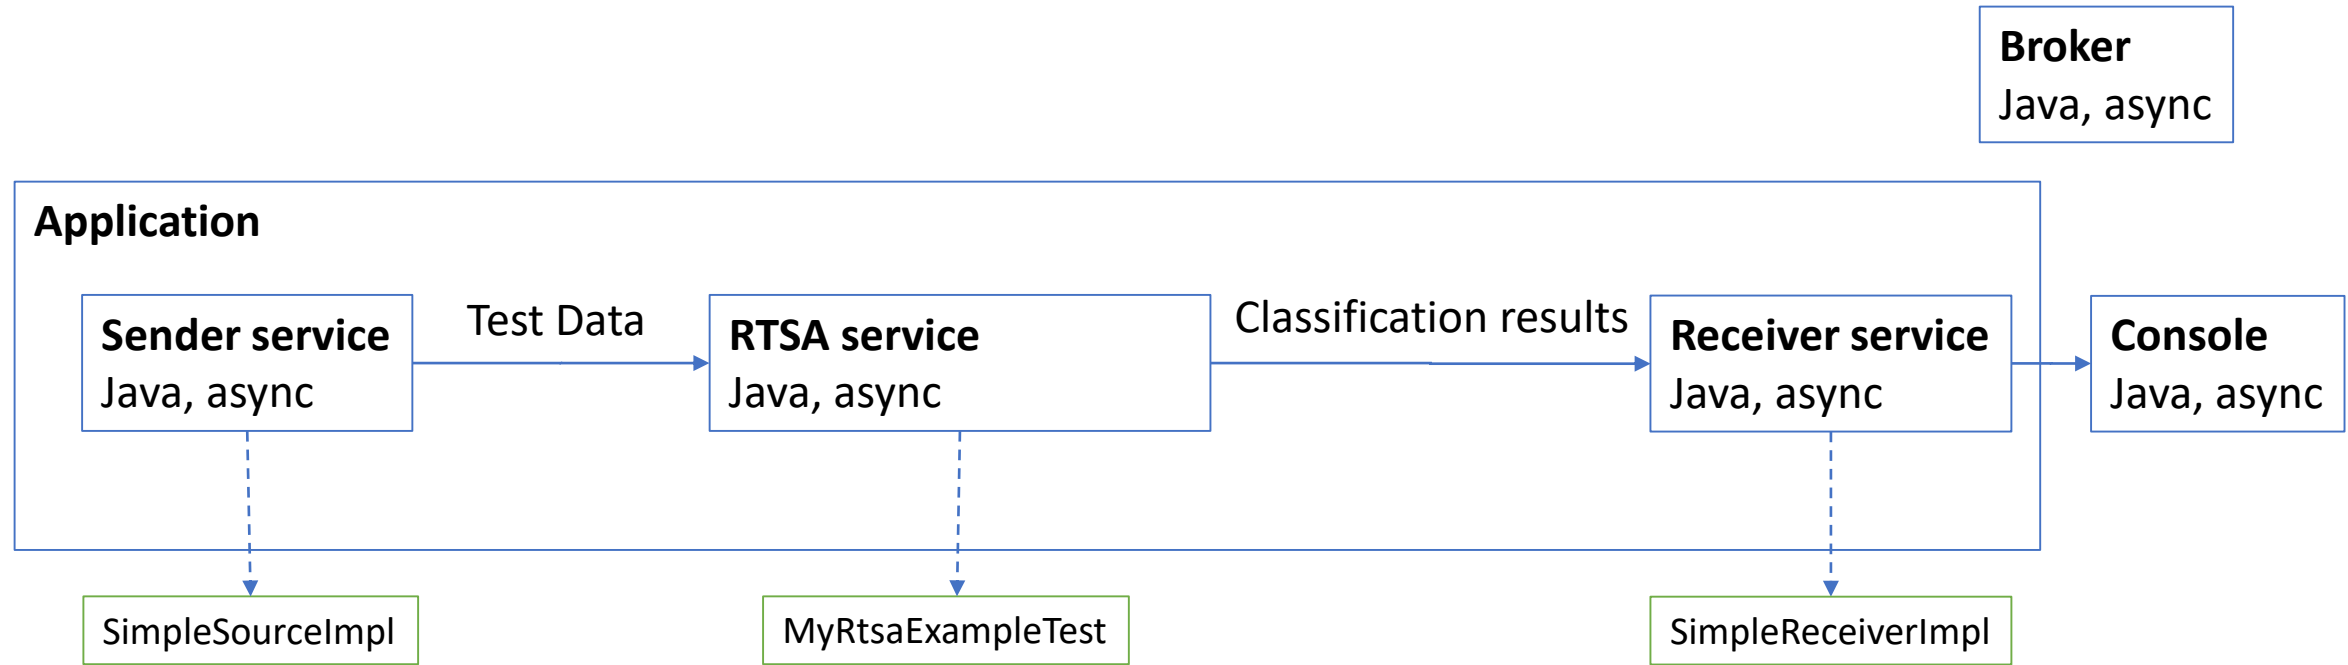 Broker
Java, async
Application
Sender service
Java, async
Test Data
RTSA service
Java, async
Classification results
Receiver service
Java, async
Console
Java, async
SimpleSourceImpl
MyRtsaExampleTest
SimpleReceiverImpl